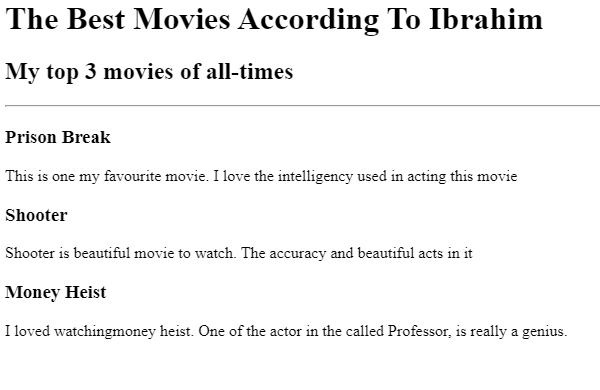 The Best Movies According To Ibrahim
My top 3 movies of all-times
Prison Break
This is one my favourite movie. I love the intelligency used in acting this movie
Shooter
Shooter is beautiful movie to watch. The accuracy and beautiful acts in it
Money Heist
I loved watchingmoney heist. One of the actor in the called Professor, is really a genius.